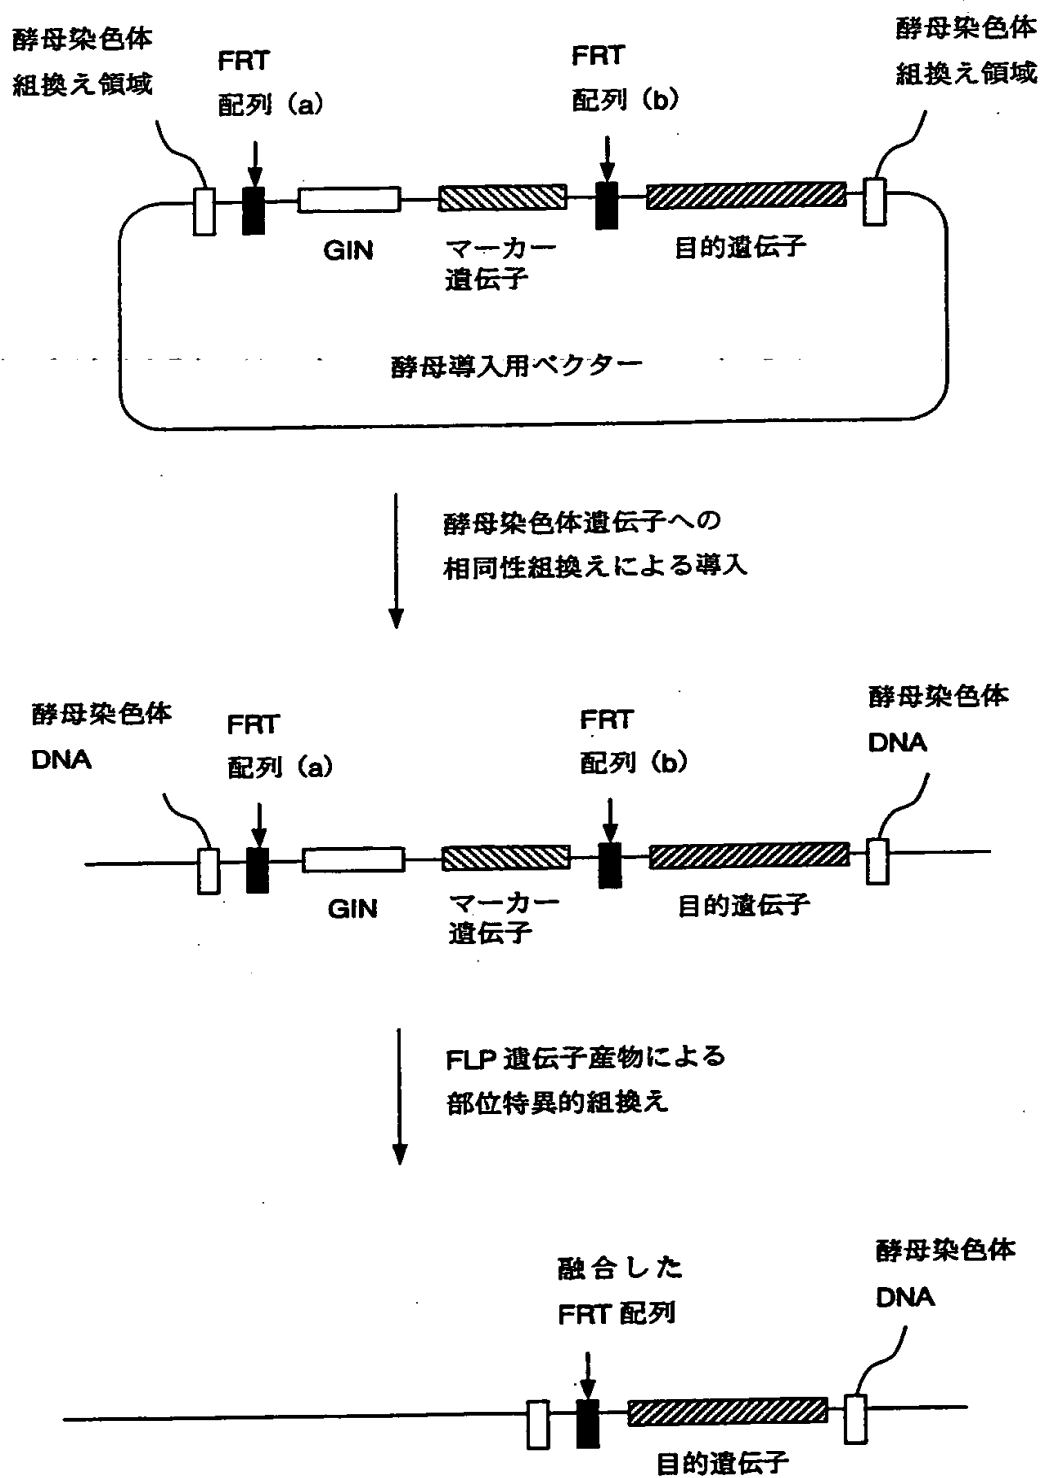 酵母染色体
組換え領域
FRT
配列 (a)
FRT
配列 (b)
酵母染色体
組換え領域
GIN
マーカー
遺伝子
目的遺伝子
酵母導入用ベクター
酵母染色体遺伝子への
相同性組換えによる導入
酵母染色体
DNA
FRT
配列 (a)
FRT
配列 (b)
酵母染色体
DNA
GIN
マーカー
遺伝子
目的遺伝子
FLP 遺伝子産物による
部位特異的組換え
融合した
FRT 配列
酵母染色体
DNA
目的遺伝子